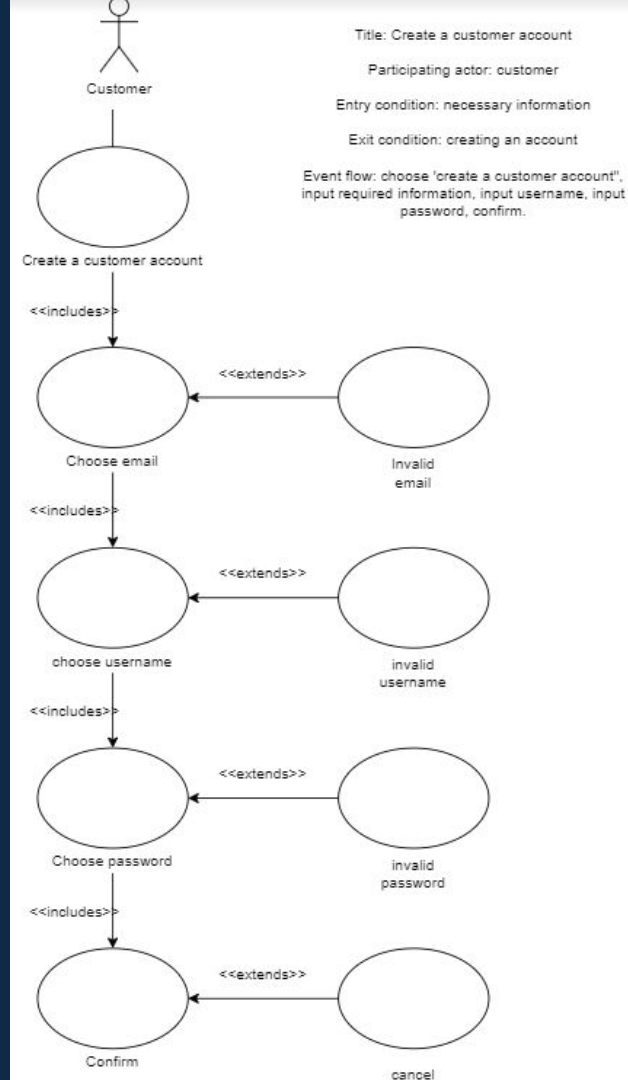 Customer
Title: Create a customer account
Participating actor: customer
Entry condition: necessary information
Exit condition: creating an account
Event flow: choose 'create a customer account",
input required information, input username, input
password, confirm.
Create a customer account
<<includes>>
<<extends>>
Choose email
Invalid
email
<<includes>>
<<extends>>
choose username
invalid
username
<<includes>>
<<extends>>
Choose password
invalid
password
<<includes>>
<<extends>>
Confirm
cancel